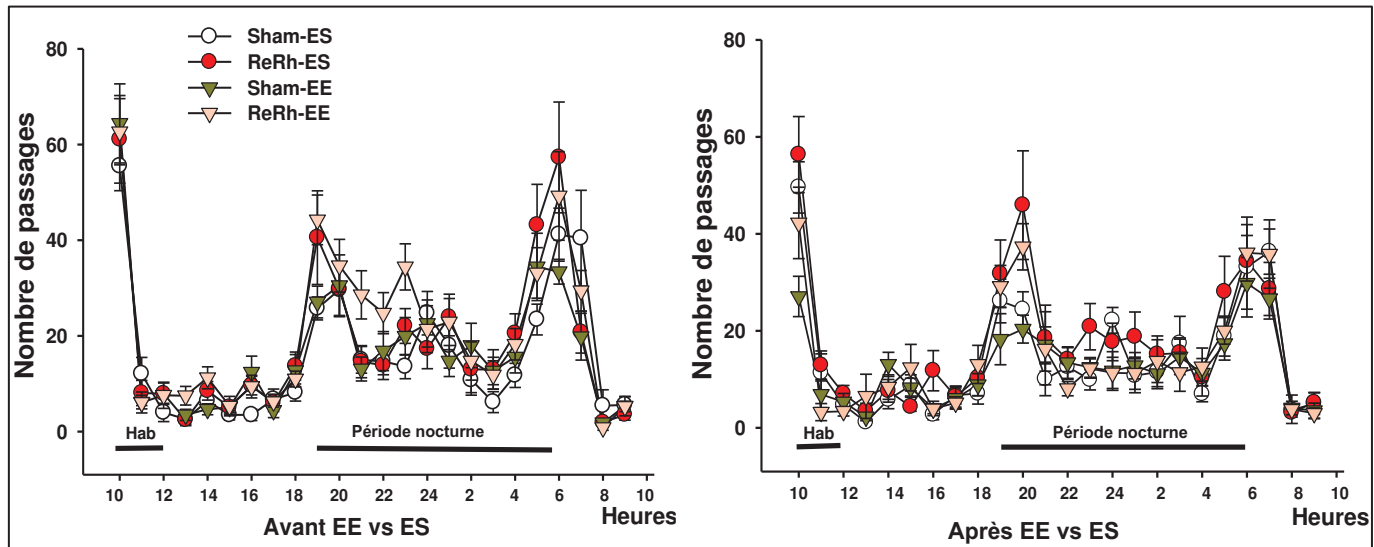 Sham-ES
ReRh-ES
Sham-EE
ReRh-EE
Nombre de passages
80
60
40
20
0
Hab
Période nocturne
10 12 14 16 18 20 22 24 2 4 6 8 10
Avant EE vs ES
Heures
Nombre de passages
80
60
40
20
0
Hab
Période nocturne
10 12 14 16 18 20 22 24 2 4 6 8 9 10
Après EE vs ES
Heures